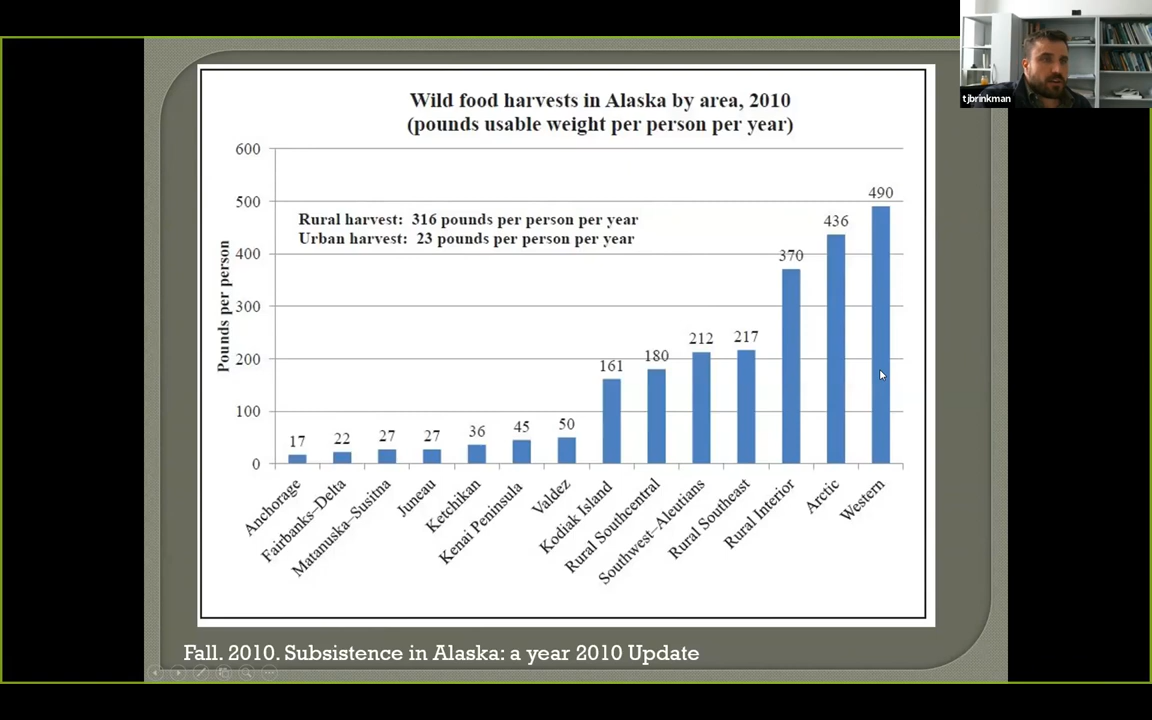 tjbrinkman
Wild food harvests in Alaska by area, 2010
(pounds usable weight per person per year)
600
500
400
300
200
100
0
Pounds per person
Rural harvest: 316 pounds per person per year
Urban harvest: 23 pounds per person per year
17
22
27
27
36
45
50
161
180
212
217
370
436
490
Anchorage
Fairbanks–Delta
Matanuska–Susitna
Juneau
Ketchikan
Kenai Peninsula
Valdez
Kodiak Island
Rural Southcentral
Southwest–Aleutians
Rural Southeast
Rural Interior
Arctic
Western
Fall. 2010. Subsistence in Alaska: a year 2010 Update